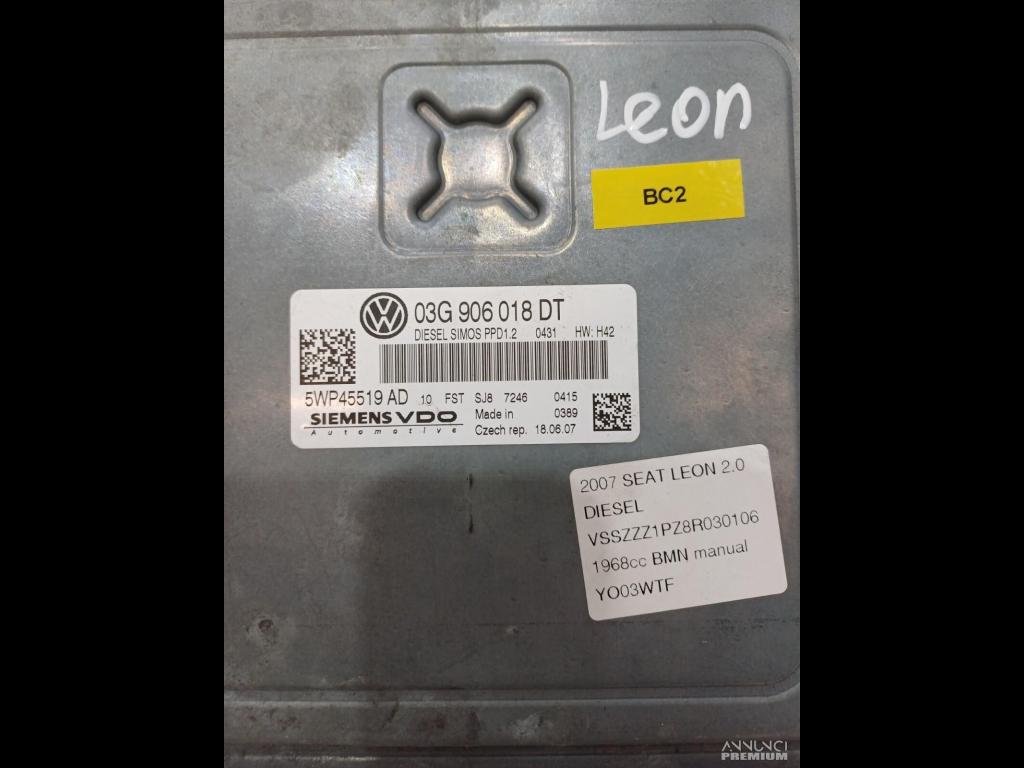 Leon
BC2
VW
03G 906 018 DT
DIESEL SIMOS PPD1.2 0431 HW: H42
5WP45519 AD 10 FST SJ8 7246 0415
SIEMENS VDO Made in 0389
Automotive Czech rep. 18.06.07
2007 SEAT LEON 2.0
DIESEL
VSSZZZ1PZ8R030106
1968cc BMN manual
YO03WTF
ANNUNCI
PREMIUM